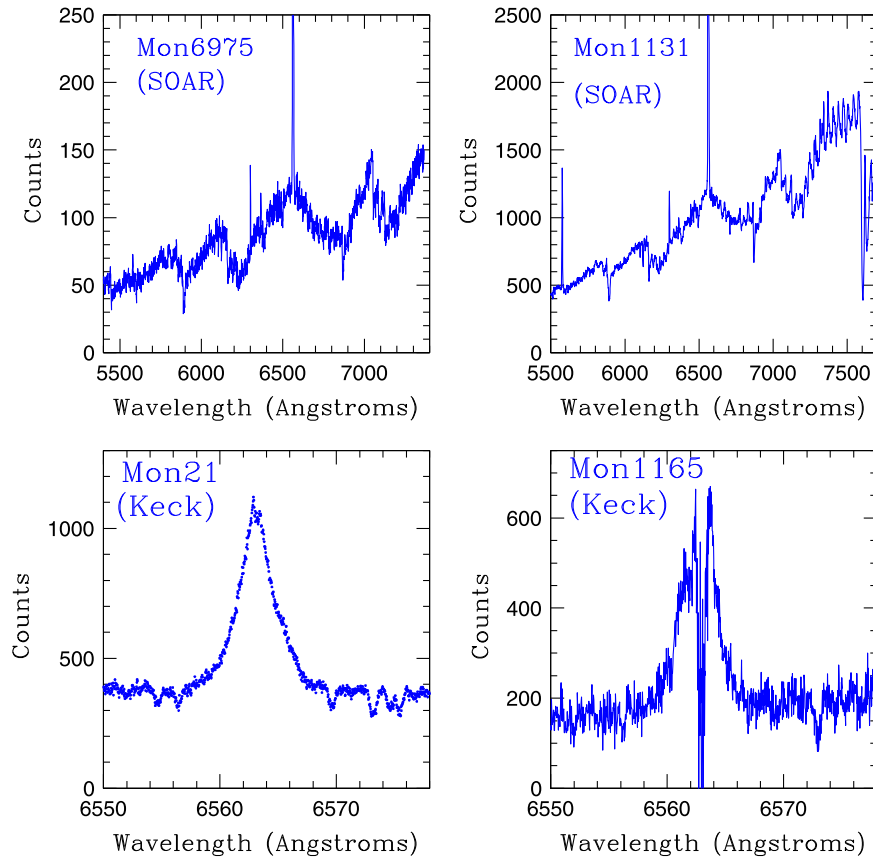 250
200
150
100
50
0
Counts
Mon6975
(SOAR)
5500 6000 6500 7000
Wavelength (Angstroms)
2500
2000
1500
1000
500
0
Counts
Mon1131
(SOAR)
5500 6000 6500 7000 7500
Wavelength (Angstroms)
1000
500
0
Counts
Mon21
(Keck)
6550 6560 6570
Wavelength (Angstroms)
600
400
200
0
Counts
Mon1165
(Keck)
6550 6560 6570
Wavelength (Angstroms)